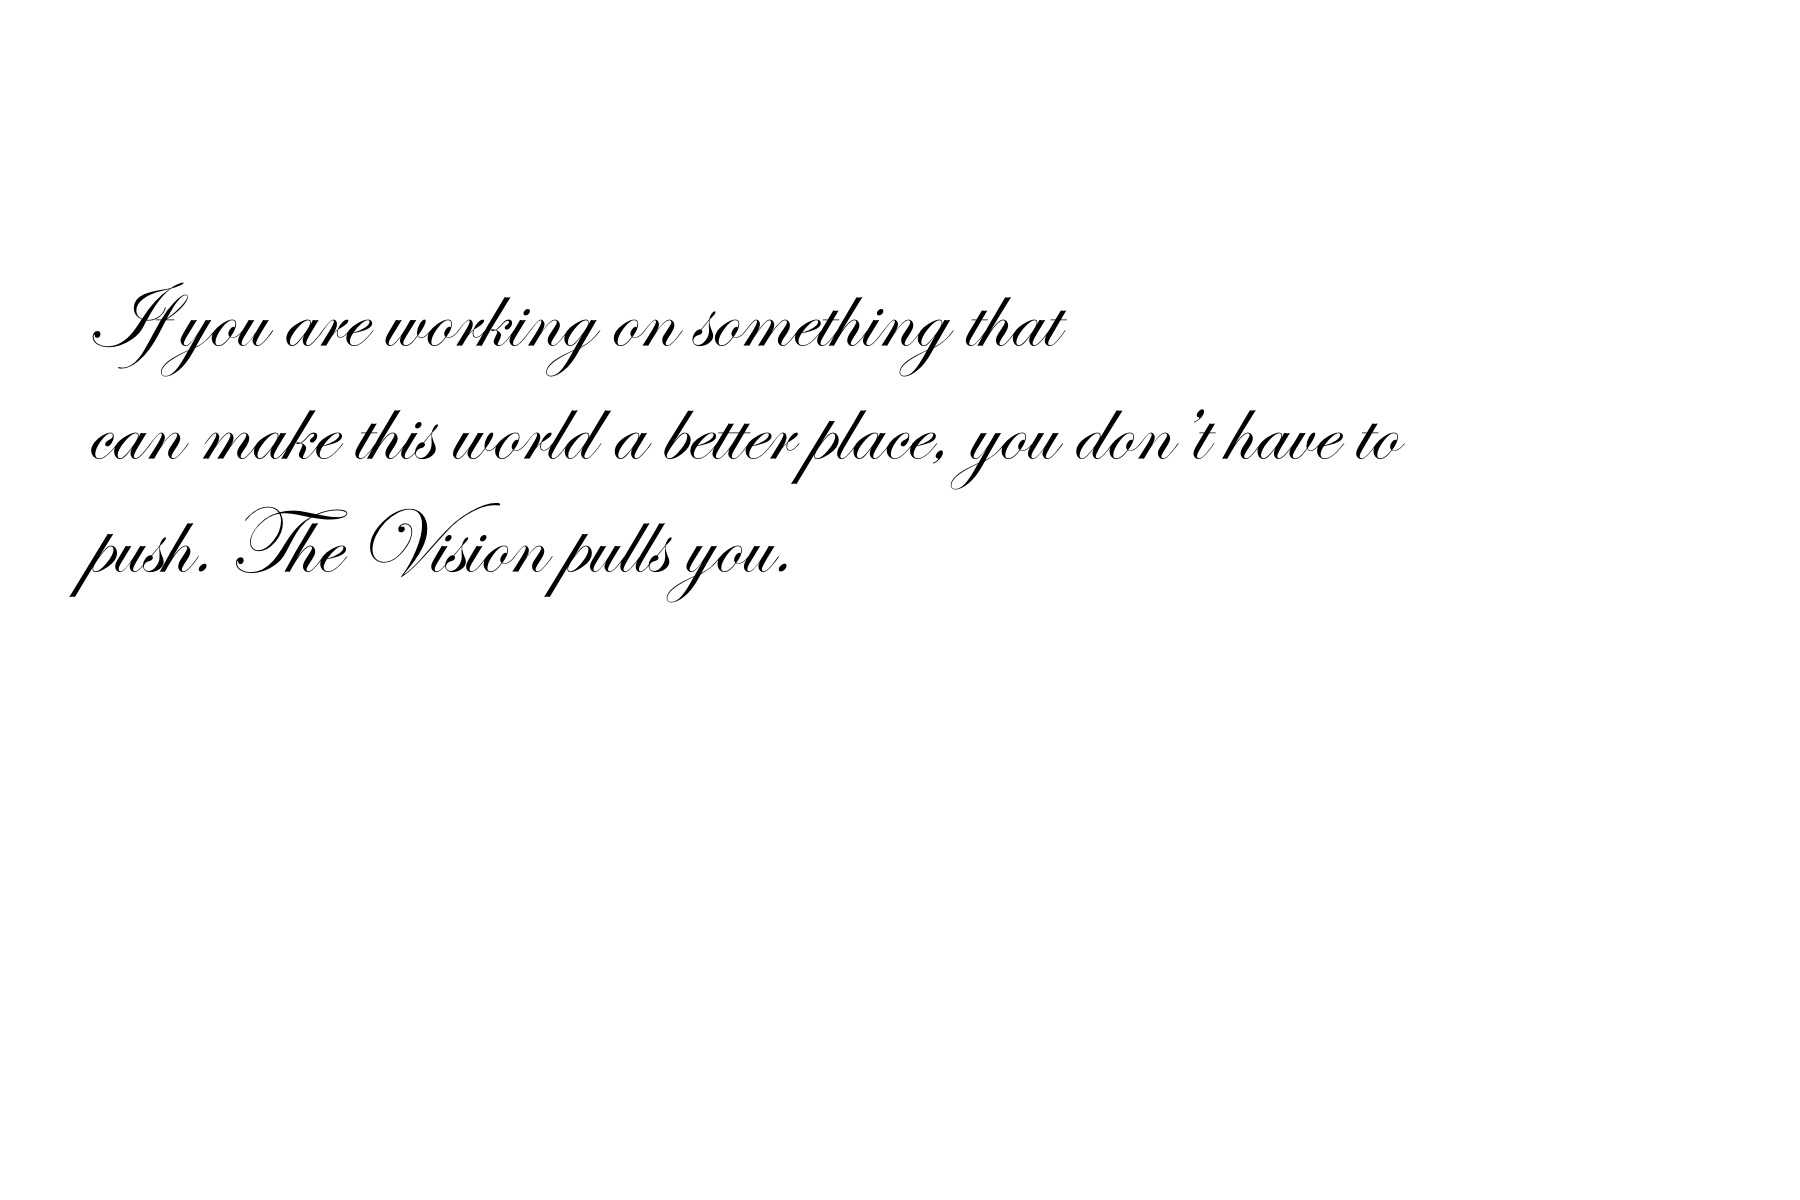 If you are working on something that
can make this world a better place, you don't have to
push. The Vision pulls you.